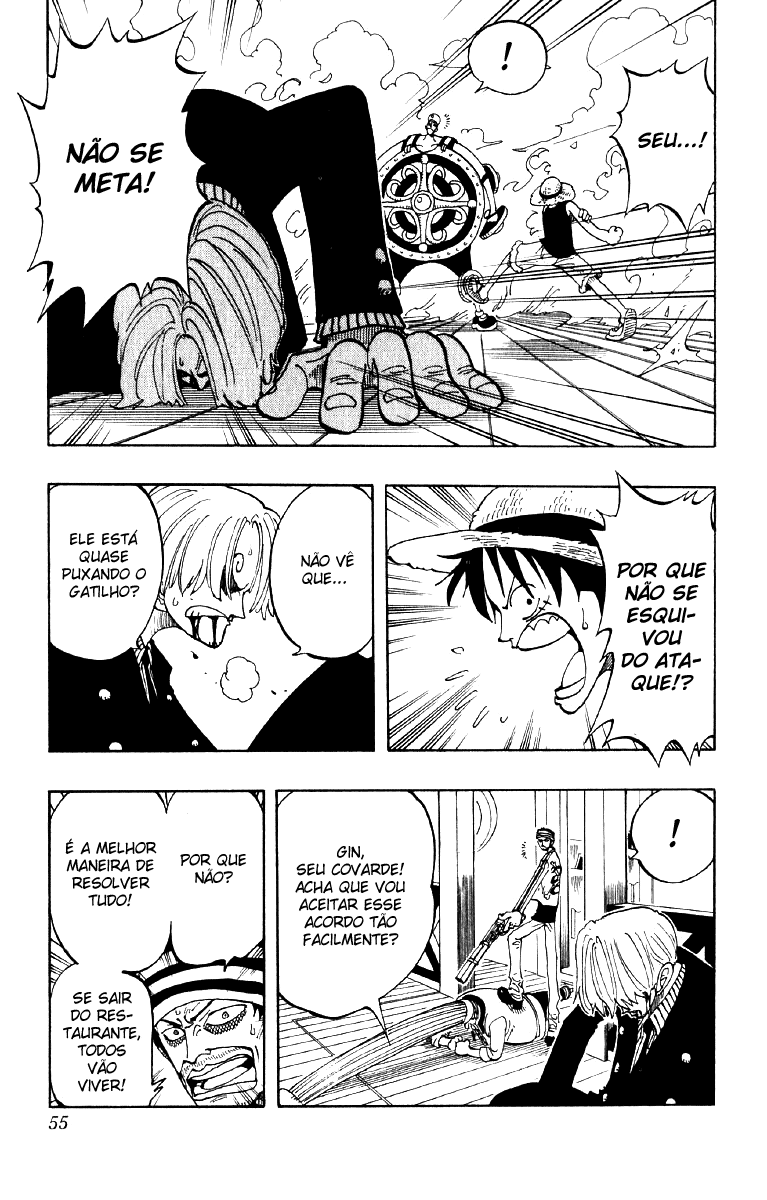 !
SEU...!
NÃO SE
META!
POR QUE
NÃO SE
ESQUI-
VOU
DO ATA-
QUE!?
NÃO VÊ
QUE...
ELE ESTÁ
QUASE
PUXANDO O
GATILHO?
!
GIN,
SEU COVARDE!
ACHA QUE VOU
ACEITAR ESSE
ACORDO TÃO
FACILMENTE?
POR QUE
NÃO?
É A MELHOR
MANEIRA DE
RESOLVER
TUDO!
SE SAIR
DO RES-
TAURANTE,
TODOS
VÃO
VIVER!
55